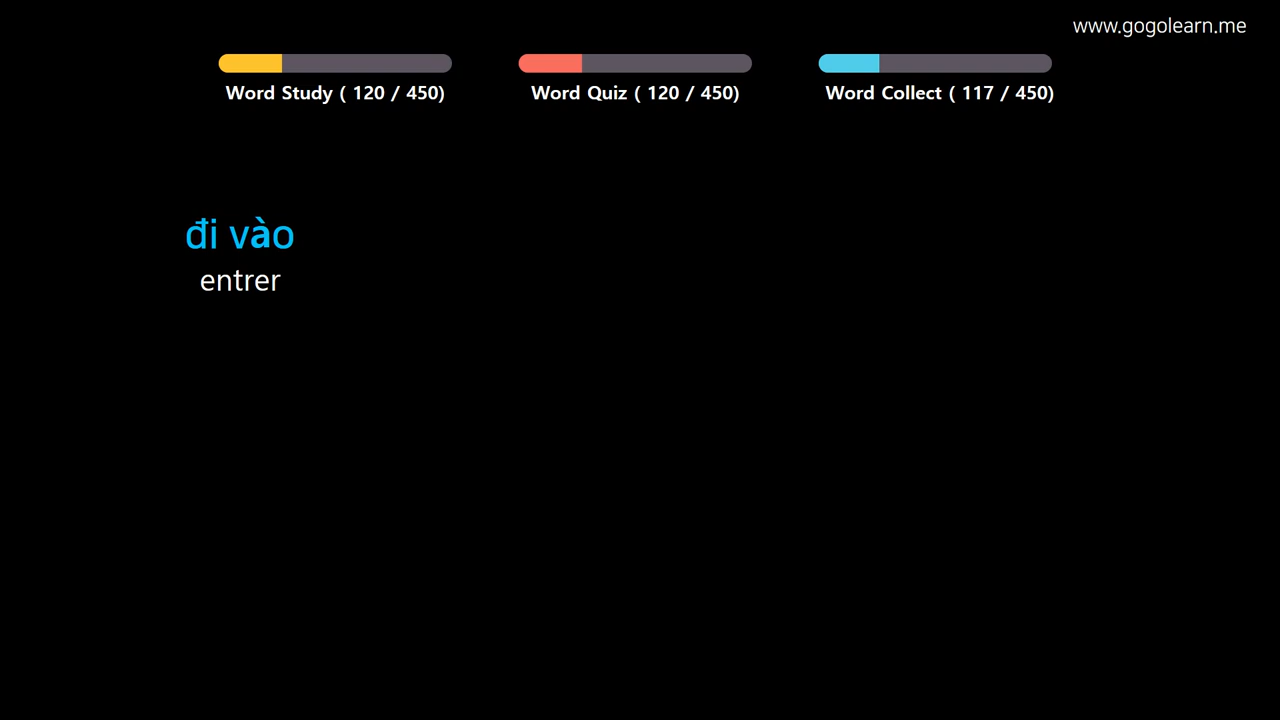 www.gogolearn.me
Word Study ( 120 / 450)
Word Quiz ( 120 / 450)
Word Collect ( 117 / 450)
đi vào
entrer